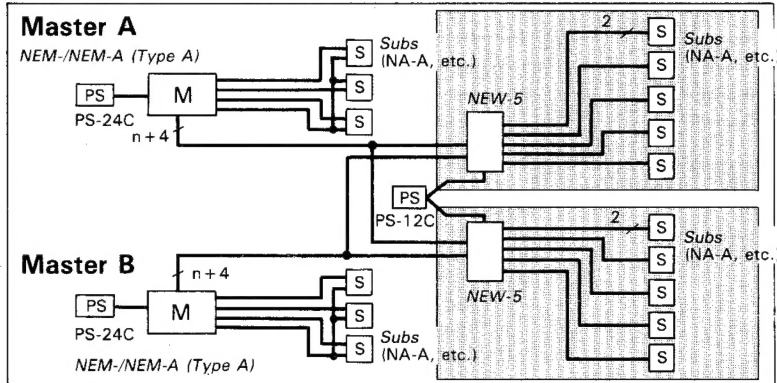 Master A
NEM-/NEM-A (Type A)
PS
PS-24C
M
n+4
S
S
S
Subs
(NA-A, etc.)
NEW-5
2
S
S
S
S
S
Subs
(NA-A, etc.)
PS
PS-12C
Master B
n+4
PS
PS-24C
M
NEM-/NEM-A (Type A)
S
S
S
Subs
(NA-A, etc.)
NEW-5
2
S
S
S
S
S
Subs
(NA-A, etc.)